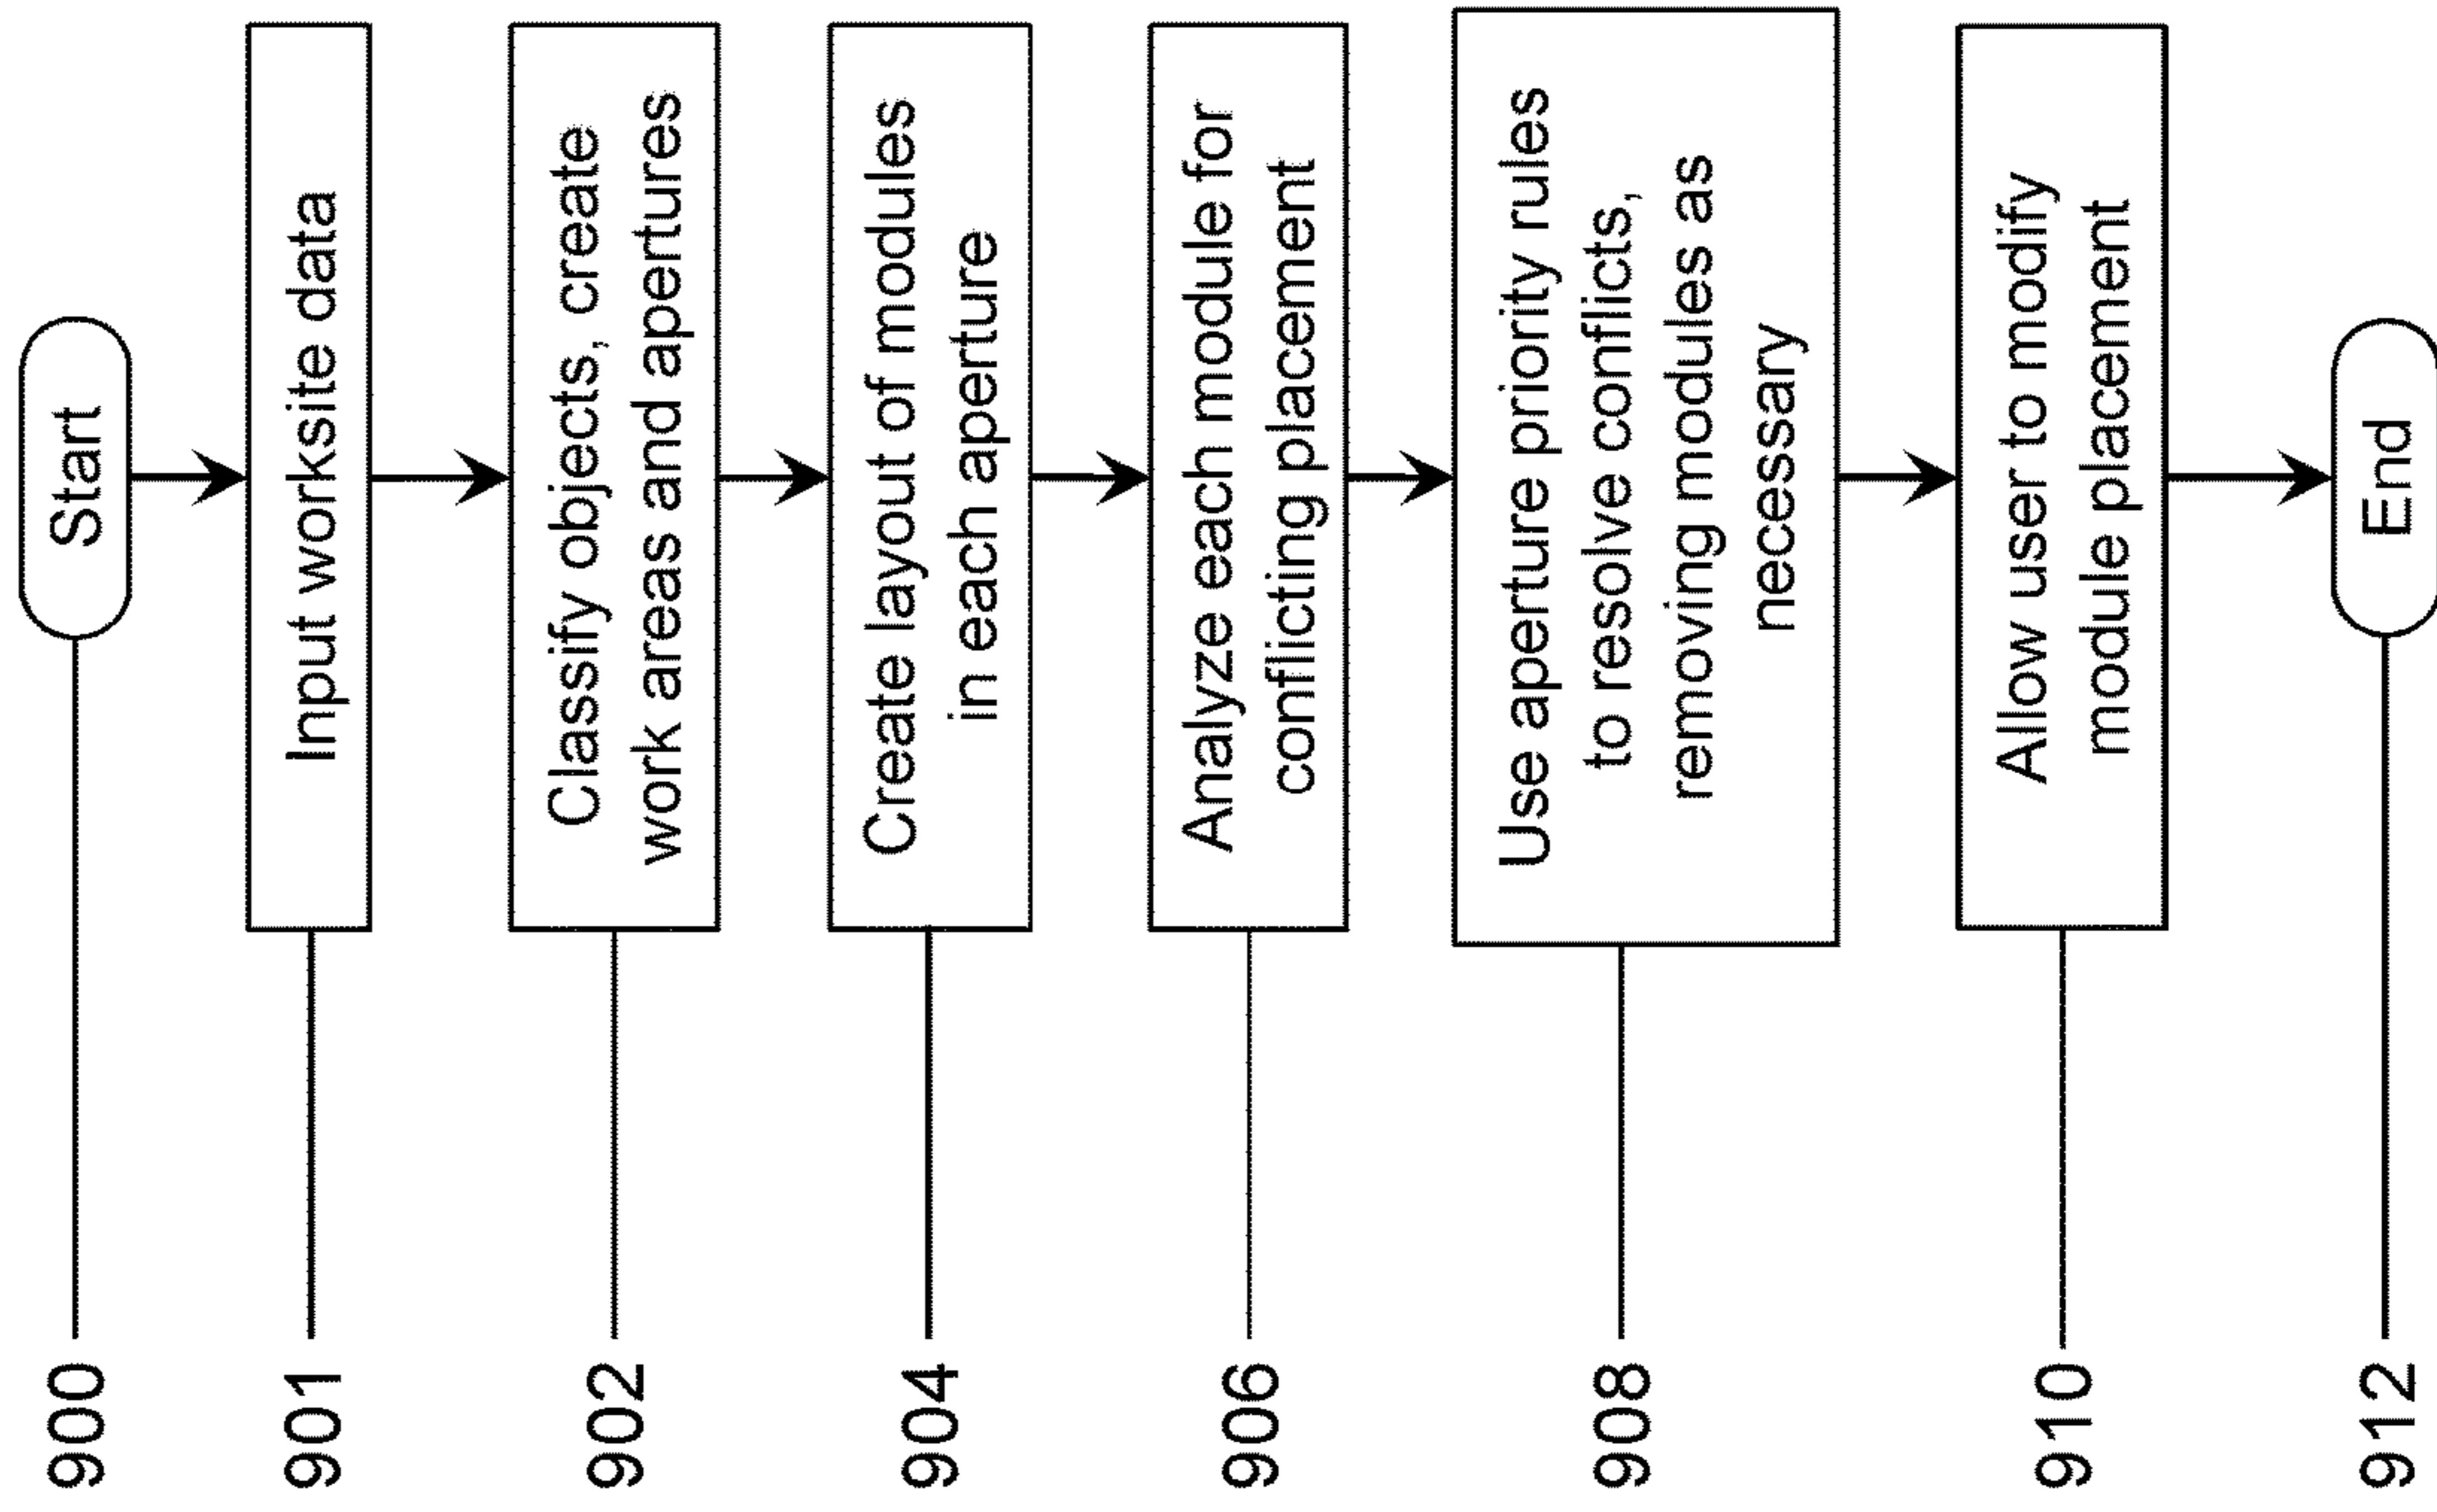 900
Start
901
Input worksite data
902
Classify objects, create
work areas and apertures
904
Create layout of modules
in each aperture
906
Analyze each module for
conflicting placement
908
Use aperture priority rules
to resolve conflicts,
removing modules as
necessary
910
Allow user to modify
module placement
912
End